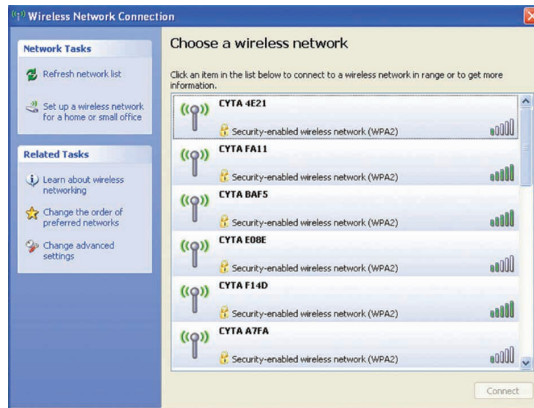 Wireless Network Connection
Network Tasks
Refresh network list
Set up a wireless network
for a home or small office
Related Tasks
Learn about wireless
networking
Change the order of
preferred networks
Change advanced
settings
Choose a wireless network
Click an item in the list below to connect to a wireless network in range or to get more
information.
CYTA 4E21
Security-enabled wireless network (WPA2)
CYTA FA11
Security-enabled wireless network (WPA2)
CYTA BAF5
Security-enabled wireless network (WPA2)
CYTA E08E
Security-enabled wireless network (WPA2)
CYTA F14D
Security-enabled wireless network (WPA2)
CYTA A7FA
Security-enabled wireless network (WPA2)
Connect